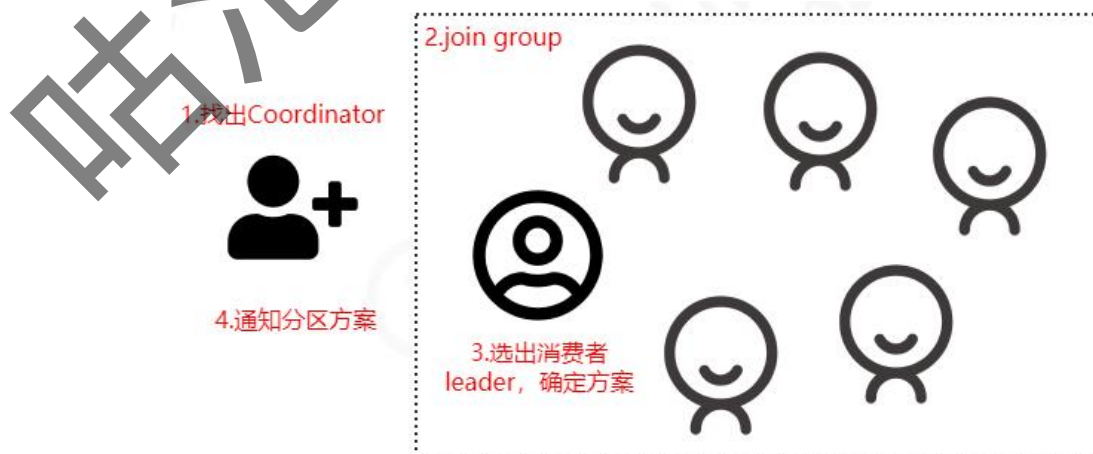 2.join group
1.找出Coordinator
4.通知分区方案
3.选出消费者
leader，确定方案
咕